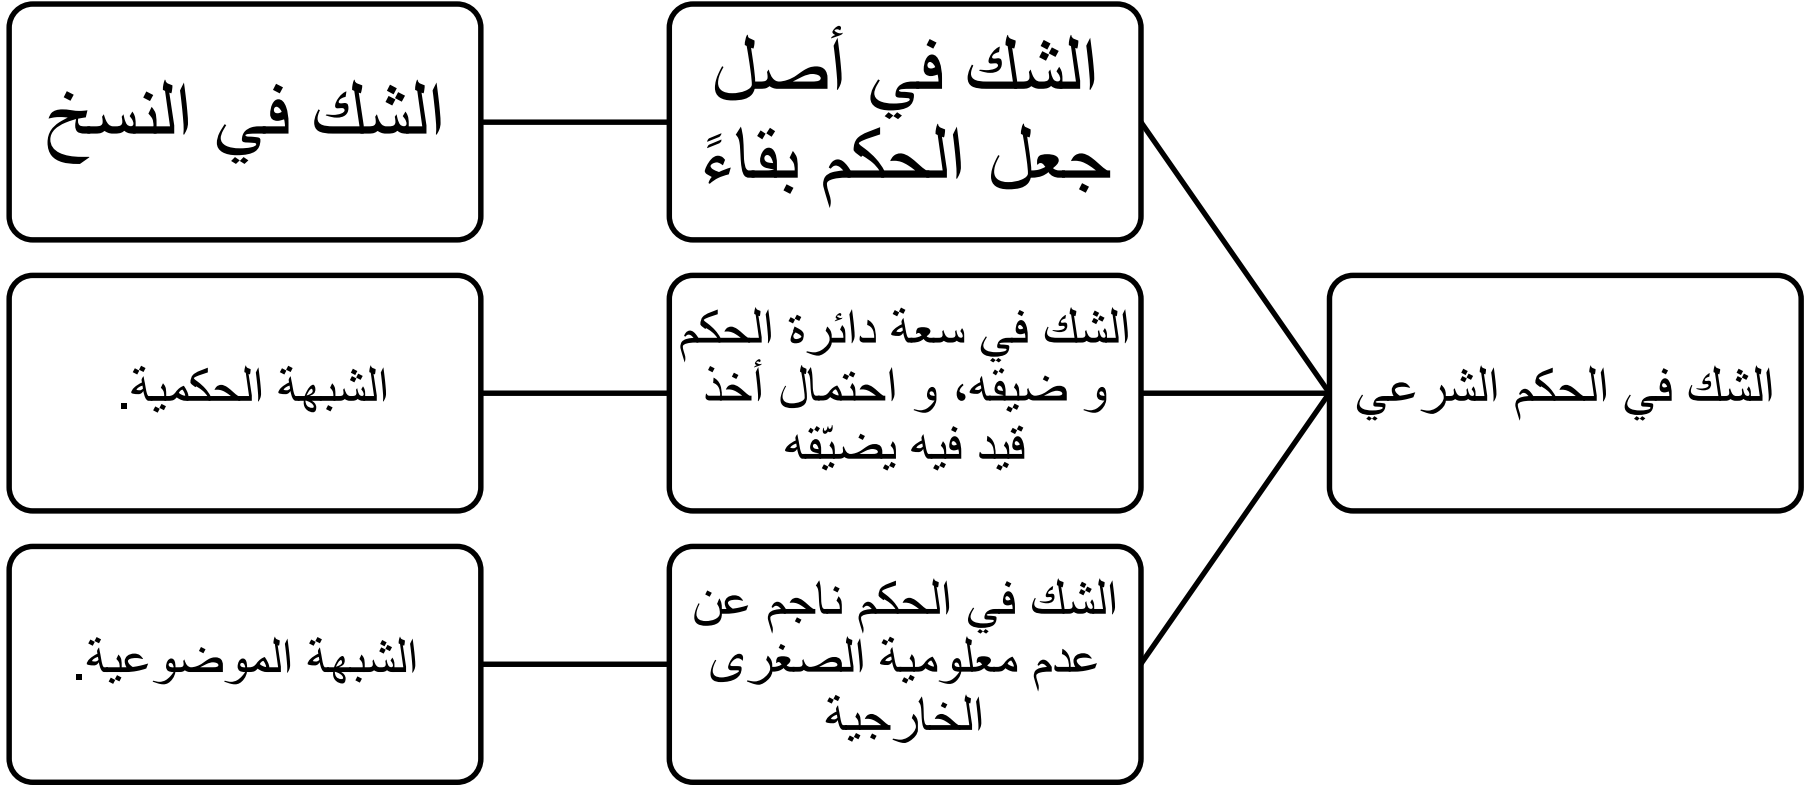 الشك في الحكم الشرعي
الشك في أصل
جعل الحكم بقاءً
الشك في النسخ
الشك في سعة دائرة الحكم
و ضيقه، و احتمال أخذ
قيد فيه يضيّقه
الشبهة الحكمية.
الشك في الحكم ناجم عن
عدم معلومية الصغرى
الخارجية
الشبهة الموضوعية.